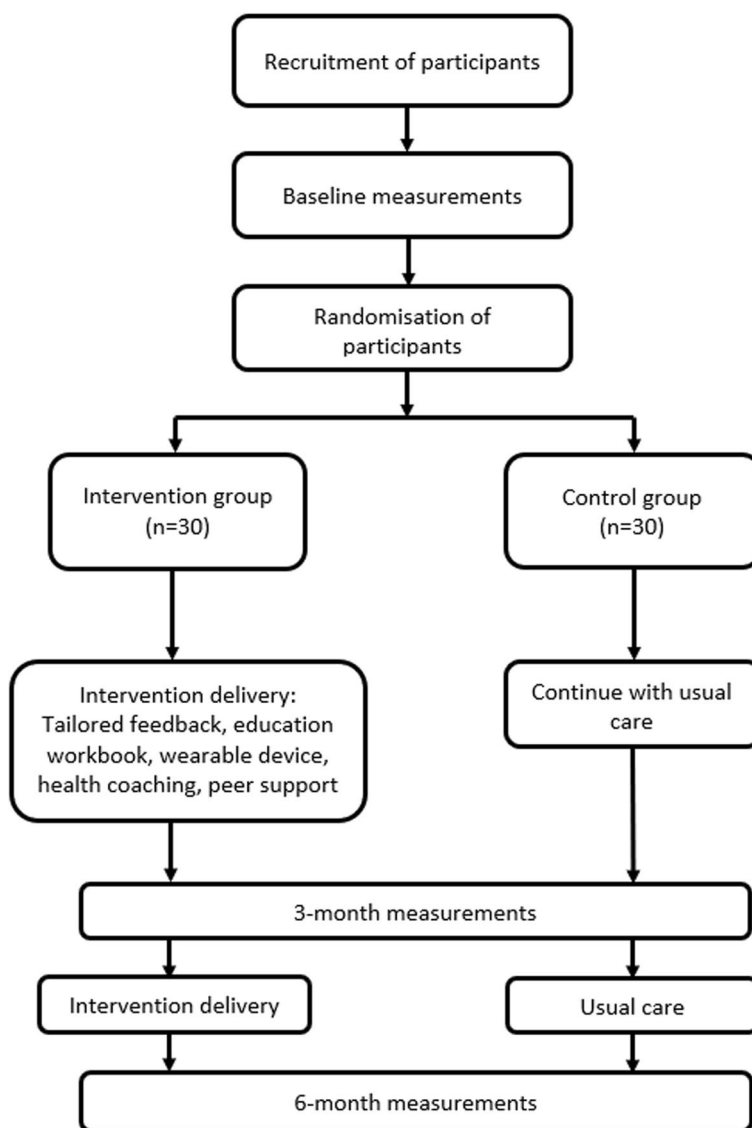 Recruitment of participants
Baseline measurements
Randomisation of
participants
Intervention group
(n=30)
Control group
(n=30)
Intervention delivery:
Tailored feedback, education
workbook, wearable device,
health coaching, peer support
Continue with usual
care
3-month measurements
Intervention delivery
Usual care
6-month measurements